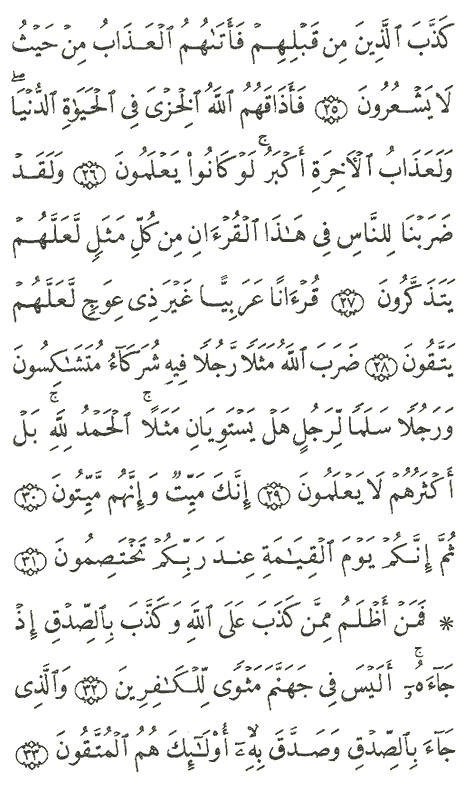 كَذَّبَ ٱلَّذِينَ مِن قَبۡلِهِمۡ فَأَتَىٰهُمُ ٱلۡعَذَابُ مِنۡ حَيۡثُ
لَا يَشۡعُرُونَ ٢٥ فَأَذَاقَهُمُ ٱللَّهُ ٱلۡخِزۡيَ فِي ٱلۡحَيَوٰةِ ٱلدُّنۡيَاۖ
وَلَعَذَابُ ٱلۡأٓخِرَةِ أَكۡبَرُۚ لَوۡ كَانُواْ يَعۡلَمُونَ ٢٦ وَلَقَدۡ
ضَرَبۡنَا لِلنَّاسِ فِي هَٰذَا ٱلۡقُرۡءَانِ مِن كُلِّ مَثَلٖ لَّعَلَّهُمۡ
يَتَذَكَّرُونَ ٢٧ قُرۡءَانًا عَرَبِيًّا غَيۡرَ ذِي عِوَجٖ لَّعَلَّهُمۡ
يَتَّقُونَ ٢٨ ضَرَبَ ٱللَّهُ مَثَلٗا رَّجُلٗا فِيهِ شُرَكَآءُ مُتَشَٰكِسُونَ
وَرَجُلٗا سَلَمٗا لِّرَجُلٍ هَلۡ يَسۡتَوِيَانِ مَثَلًاۚ ٱلۡحَمۡدُ لِلَّهِۚ بَلۡ
أَكۡثَرُهُمۡ لَا يَعۡلَمُونَ ٢٩ إِنَّكَ مَيِّتٞ وَإِنَّهُم مَّيِّتُونَ ٣٠
ثُمَّ إِنَّكُمۡ يَوۡمَ ٱلۡقِيَٰمَةِ عِندَ رَبِّكُمۡ تَخۡتَصِمُونَ ٣١
* فَمَنۡ أَظۡلَمُ مِمَّن كَذَبَ عَلَى ٱللَّهِ وَكَذَّبَ بِٱلصِّدۡقِ إِذۡ
جَآءَهُۥٓۚ أَلَيۡسَ فِي جَهَنَّمَ مَثۡوٗى لِّلۡكَٰفِرِينَ ٣٢ وَٱلَّذِي
جَآءَ بِٱلصِّدۡقِ وَصَدَّقَ بِهِۦٓ أُوْلَٰٓئِكَ هُمُ ٱلۡمُتَّقُونَ ٣٣